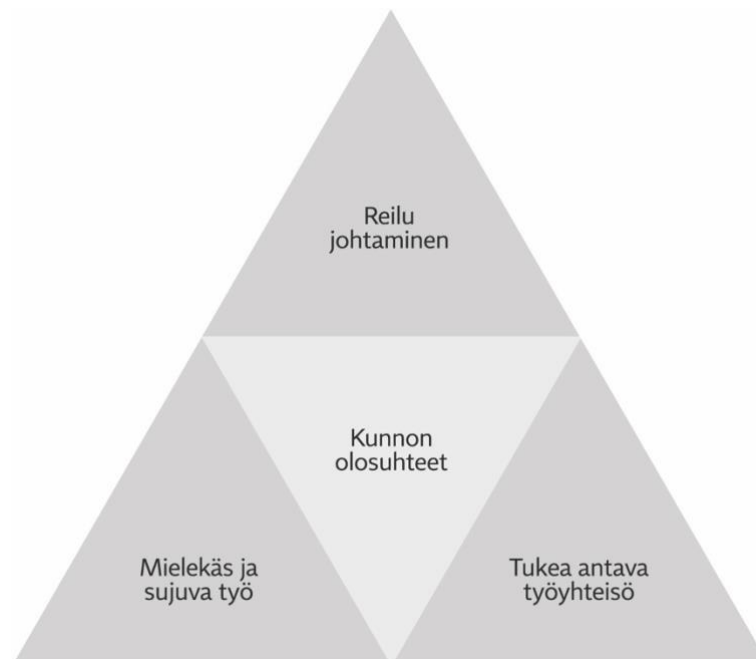 Reilu
johtaminen
Kunnon
olosuhteet
Mielekäs ja
sujuva työ
Tukea antava
työyhteisö